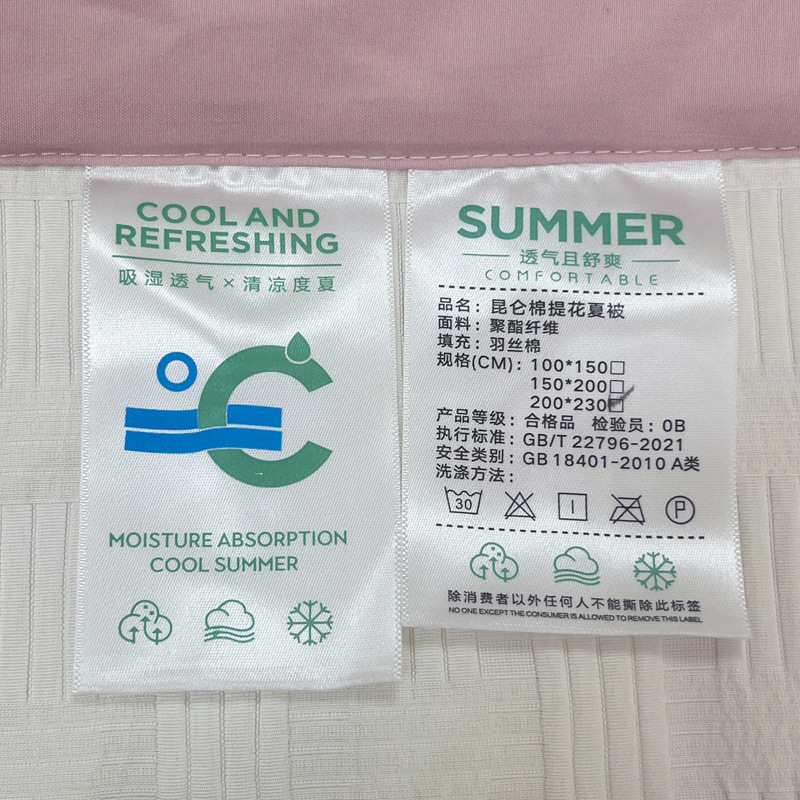 COOL AND
REFRESHING
吸湿透气×清凉度夏
MOISTURE ABSORPTION
COOL SUMMER
SUMMER
透气且舒爽
COMFORTABLE
品名：昆仑棉提花夏被
面料：聚酯纤维
填充：羽丝棉
规格(CM)：100*150□
150*200□
200*230☑
产品等级：合格品 检验员：0B
执行标准：GB/T 22796-2021
安全类别：GB 18401-2010 A类
洗涤方法：
30
P
除消费者以外任何人不能撕除此标签
NO ONE EXCEPT THE CONSUMER IS ALLOWED TO REMOVE THIS LABEL